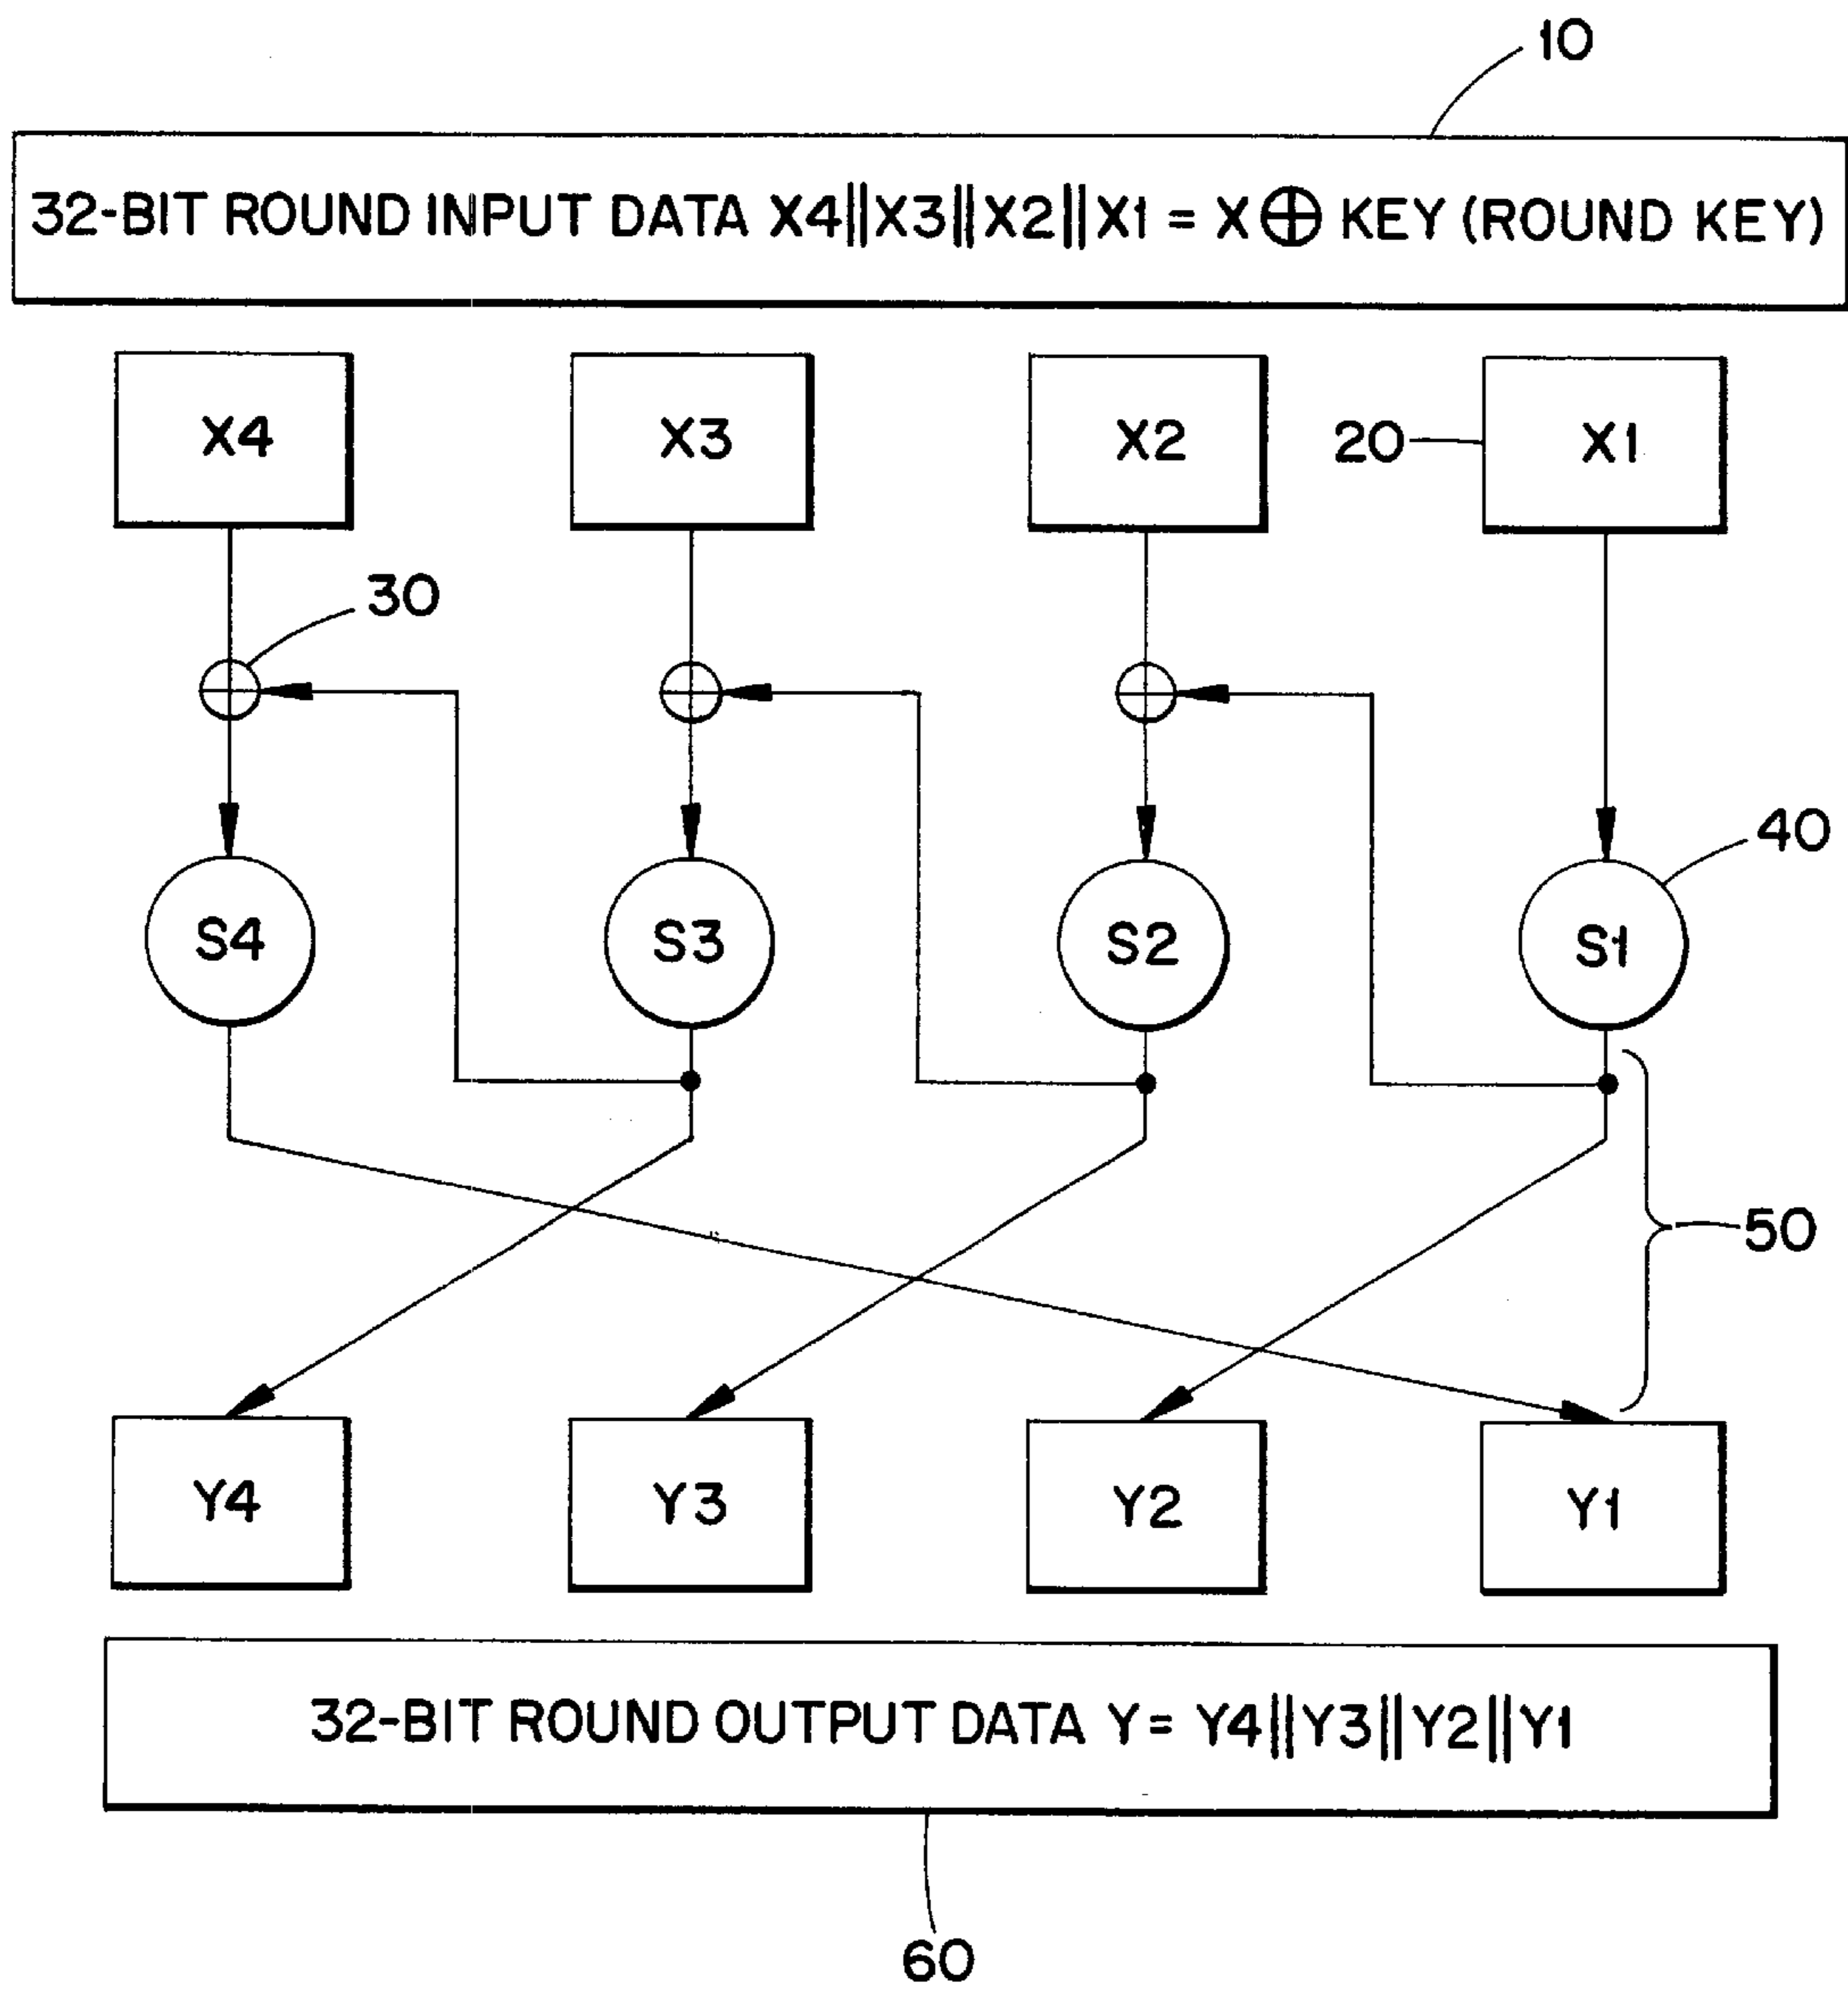 10
32-BIT ROUND INPUT DATA X4||X3||X2||X1 = X ⊕ KEY (ROUND KEY)
X4 X3 X2 20 X1
30
40
S4 S3 S2 S1
50
Y4 Y3 Y2 Y1
32-BIT ROUND OUTPUT DATA Y = Y4||Y3||Y2||Y1
60